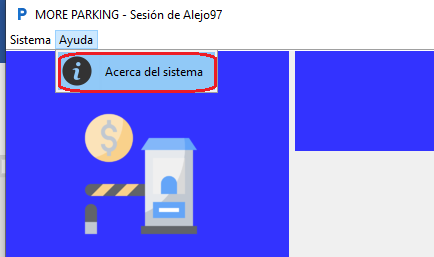 MORE PARKING - Sesión de Alejo97
Sistema Ayuda
Acerca del sistema